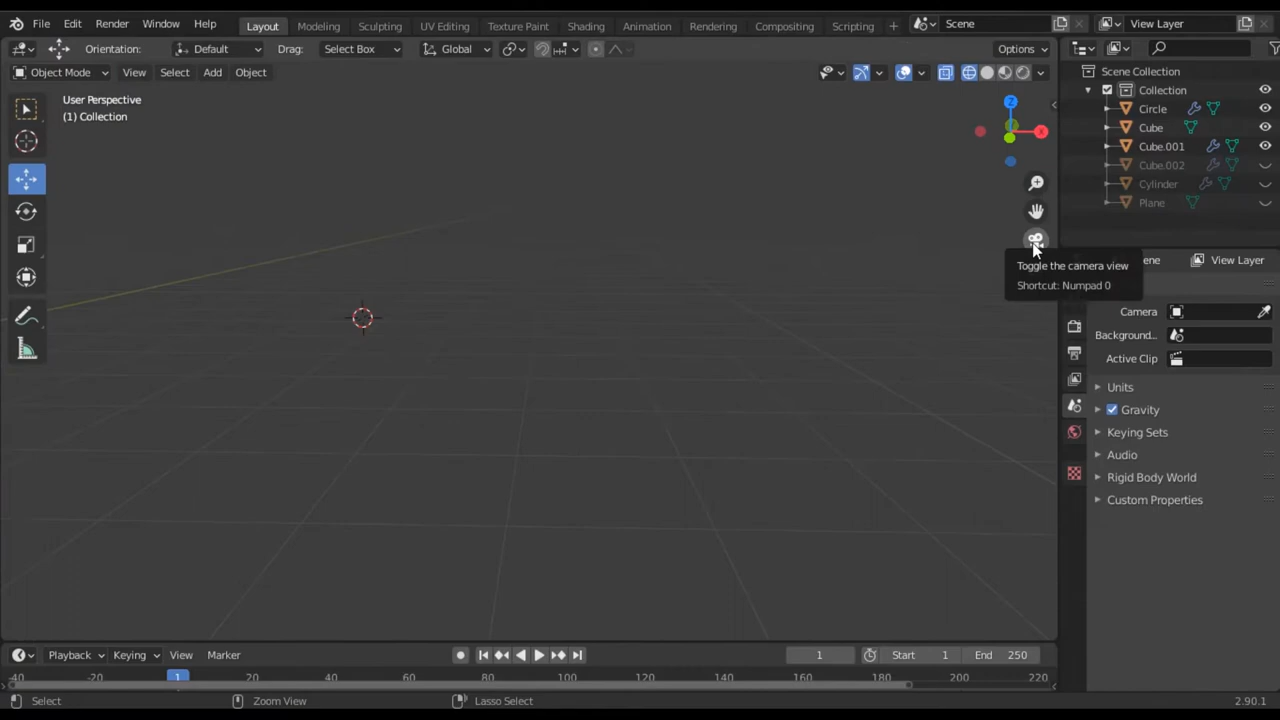 File Edit Render Window Help Layout Modeling Sculpting UV Editing Texture Paint Shading Animation Rendering Compositing Scripting + Scene View Layer
Orientation: Default Drag: Select Box Global Options
Object Mode View Select Add Object
Scene Collection
Collection
Circle
Cube
Cube.001
Cube.002
Cylinder
Plane
User Perspective
(1) Collection
Z
X
Toggle the camera view
Shortcut: Numpad 0
ene View Layer
Camera
Background...
Active Clip
Units
Gravity
Keying Sets
Audio
Rigid Body World
Custom Properties
Playback Keying View Marker 1 Start 1 End 250
-40 -20 1 20 40 60 80 100 120 140 160 180 200 220
Select Zoom View Lasso Select 2.90.1